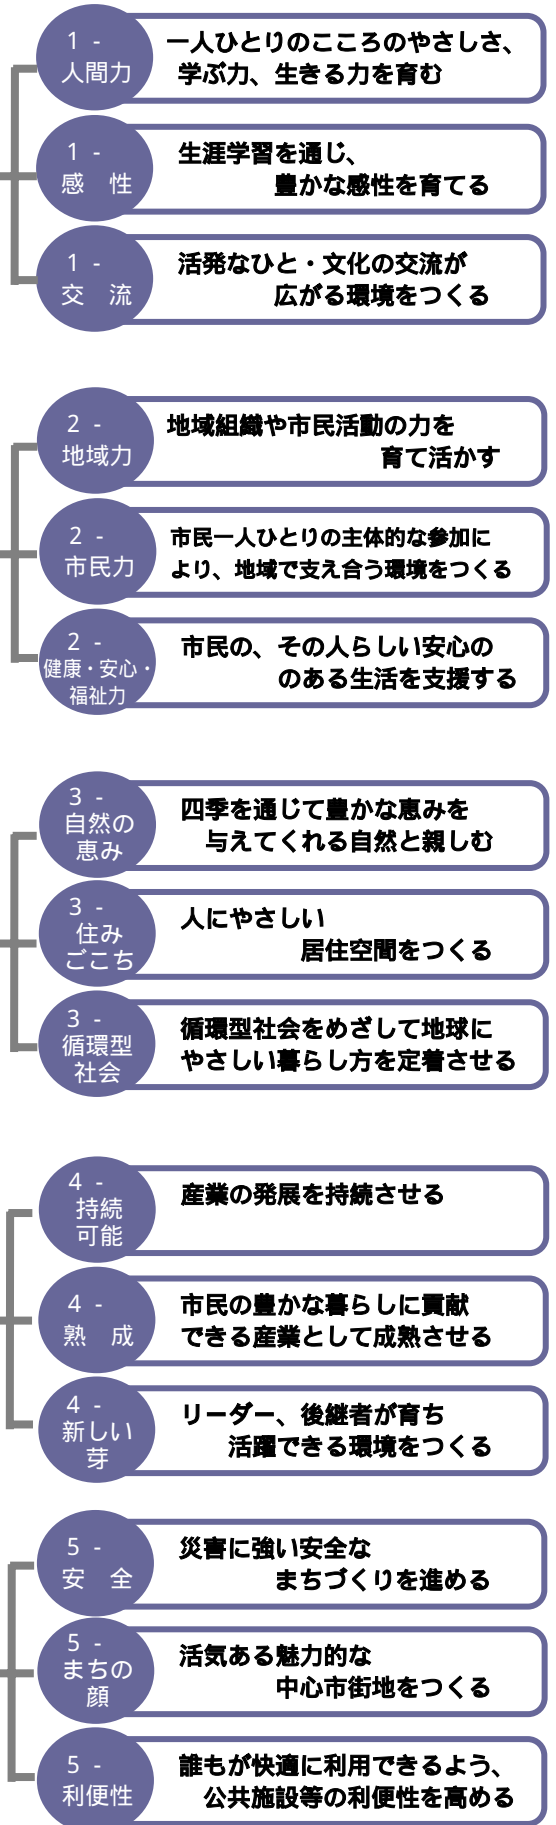 1 -
人間力
一人ひとりのこころのやさしさ、
学ぶ力、生きる力を育む
1 -
感　性
生涯学習を通じ、
豊かな感性を育てる
1 -
交　流
活発なひと・文化の交流が
広がる環境をつくる
2 -
地域力
地域組織や市民活動の力を
育て活かす
2 -
市民力
市民一人ひとりの主体的な参加に
より、地域で支え合う環境をつくる
2 -
健康・安心・
福祉力
市民の、その人らしい安心の
のある生活を支援する
3 -
自然の
恵み
四季を通じて豊かな恵みを
与えてくれる自然と親しむ
3 -
住み
ごこち
人にやさしい
居住空間をつくる
3 -
循環型
社会
循環型社会をめざして地球に
やさしい暮らし方を定着させる
4 -
持続
可能
産業の発展を持続させる
4 -
熟　成
市民の豊かな暮らしに貢献
できる産業として成熟させる
4 -
新しい
芽
リーダー、後継者が育ち
活躍できる環境をつくる
5 -
安　全
災害に強い安全な
まちづくりを進める
5 -
まちの
顔
活気ある魅力的な
中心市街地をつくる
5 -
利便性
誰もが快適に利用できるよう、
公共施設等の利便性を高める